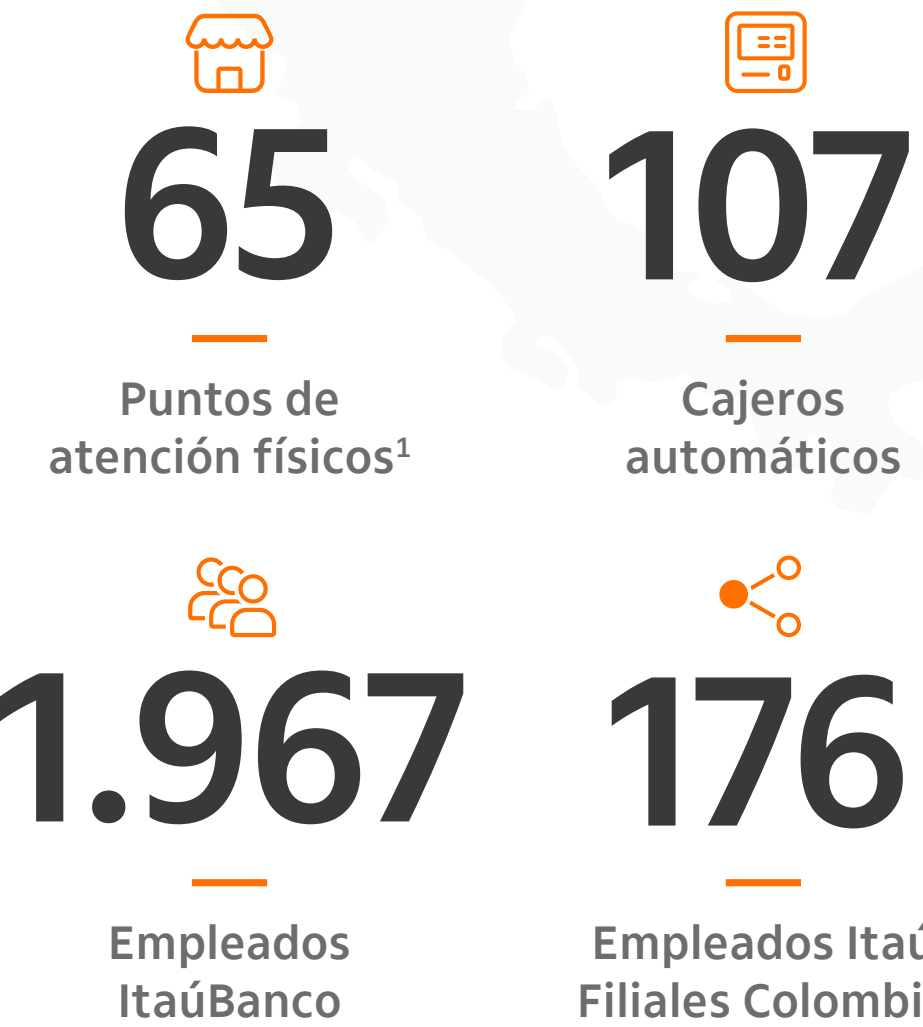 65
Puntos de
atención físicos¹
107
Cajeros
automáticos
1.967
Empleados
ItaúBanco
176
Empleados Itaú
Filiales Colombi